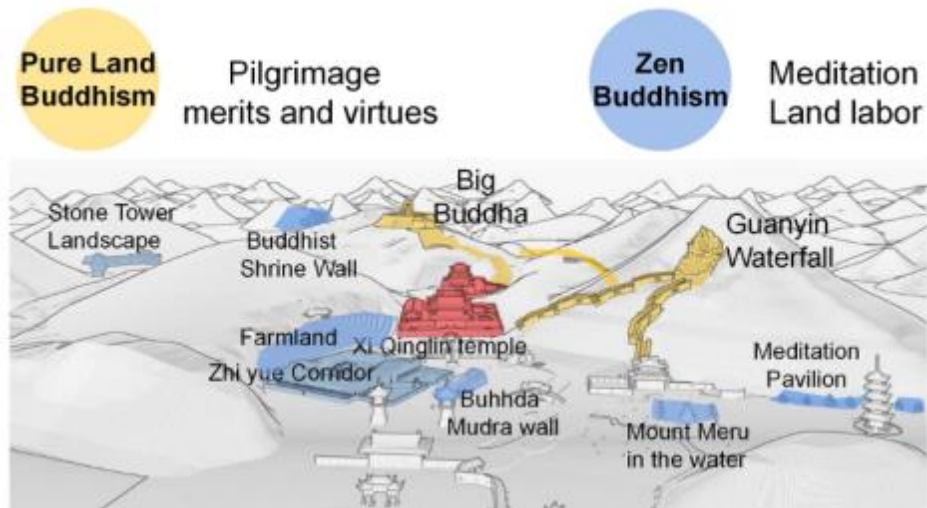 Pure Land
Buddhism
Pilgrimage
merits and virtues
Zen
Buddhism
Meditation
Land labor
Big
Buddha
Stone Tower
Landscape
Buddhist
Shrine Wall
Guanyin
Waterfall
Farmland
Xi Qinglin temple
Zhi yue Corridor
Meditation
Pavilion
Buhhda
Mudra wall
Mount Meru
in the water